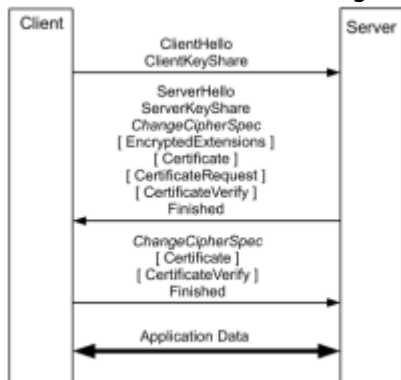 Client
Server
ClientHello
ClientKeyShare
ServerHello
ServerKeyShare
ChangeCipherSpec
[ EncryptedExtensions ]
[ Certificate ]
[ CertificateRequest ]
[ CertificateVerify ]
Finished
ChangeCipherSpec
[ Certificate ]
[ CertificateVerify ]
Finished
Application Data